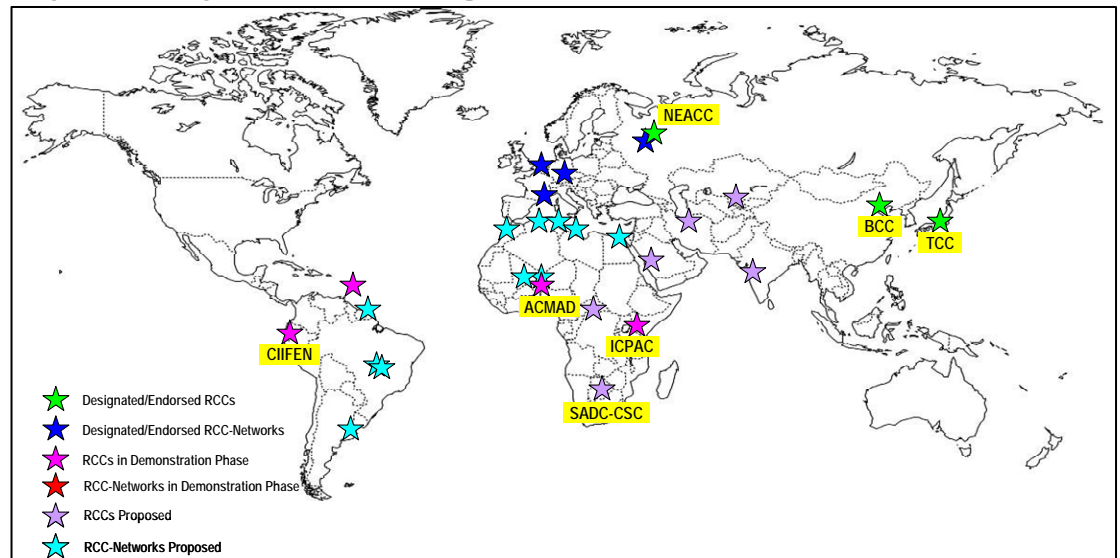 NEACC
BCC
TCC
ACMAD
ICPAC
CIIFEN
SADC-CSC
Designated/Endorsed RCCs
Designated/Endorsed RCC-Networks
RCCs in Demonstration Phase
RCC-Networks in Demonstration Phase
RCCs Proposed
RCC-Networks Proposed